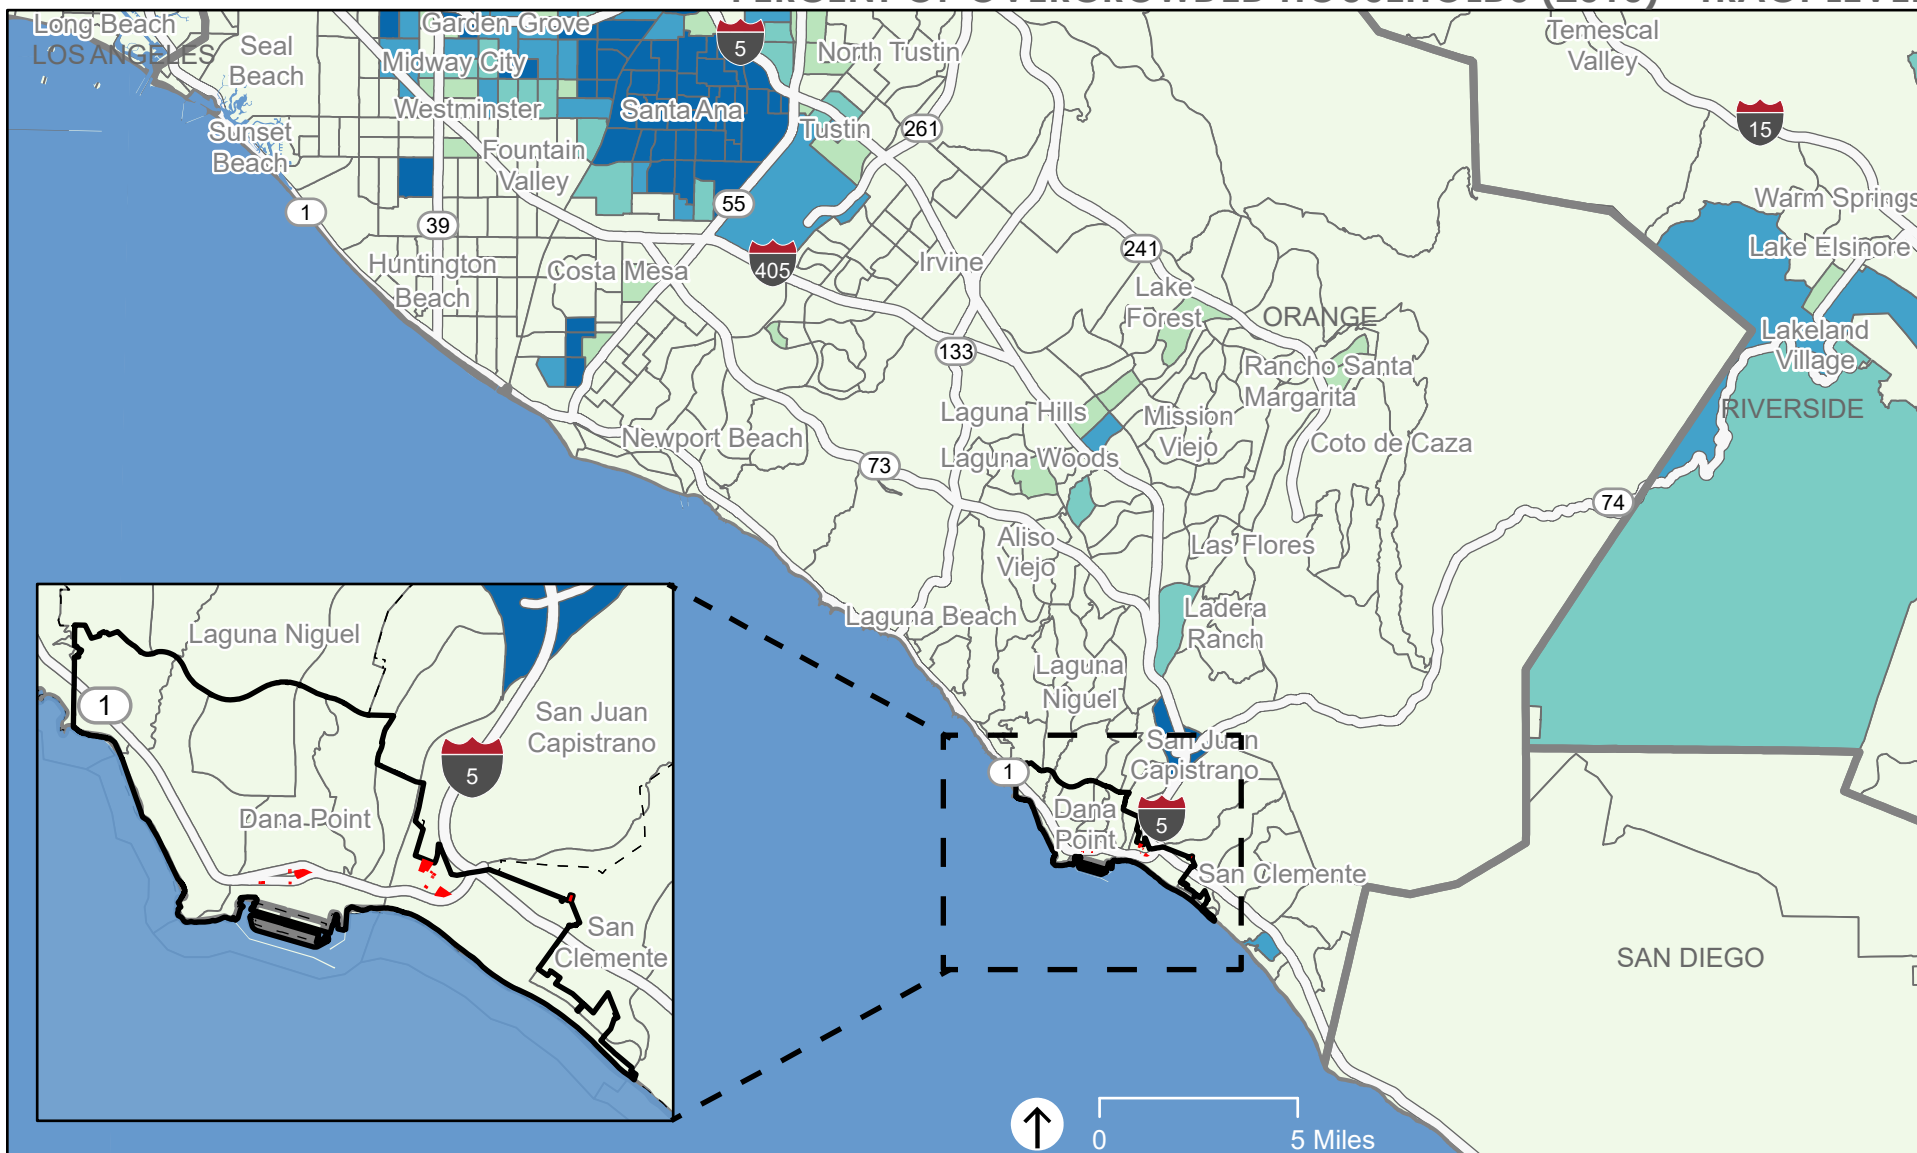 Long Beach
LOS ANGELES
Seal
Beach
Garden Grove
Midway City
5
North Tustin
Temescal
Valley
Westminster
Santa Ana
Tustin
261
15
Sunset
Beach
Fountain
Valley
1
39
55
Warm Springs
241
Lake Elsinore
Huntington
Beach
Costa Mesa
405
Irvine
Lake
Forest
ORANGE
Lakeland
Village
133
Rancho Santa
Margarita
RIVERSIDE
Laguna Hills
Mission
Viejo
Newport Beach
Coto de Caza
73
Laguna Woods
74
Aliso
Viejo
Las Flores
Laguna Beach
Ladera
Ranch
Laguna
Niguel
San Juan
Capistrano
1
Dana
Point
5
San Clemente
SAN DIEGO
Laguna Niguel
1
San Juan
Capistrano
5
Dana Point
San
Clemente
0
5 Miles